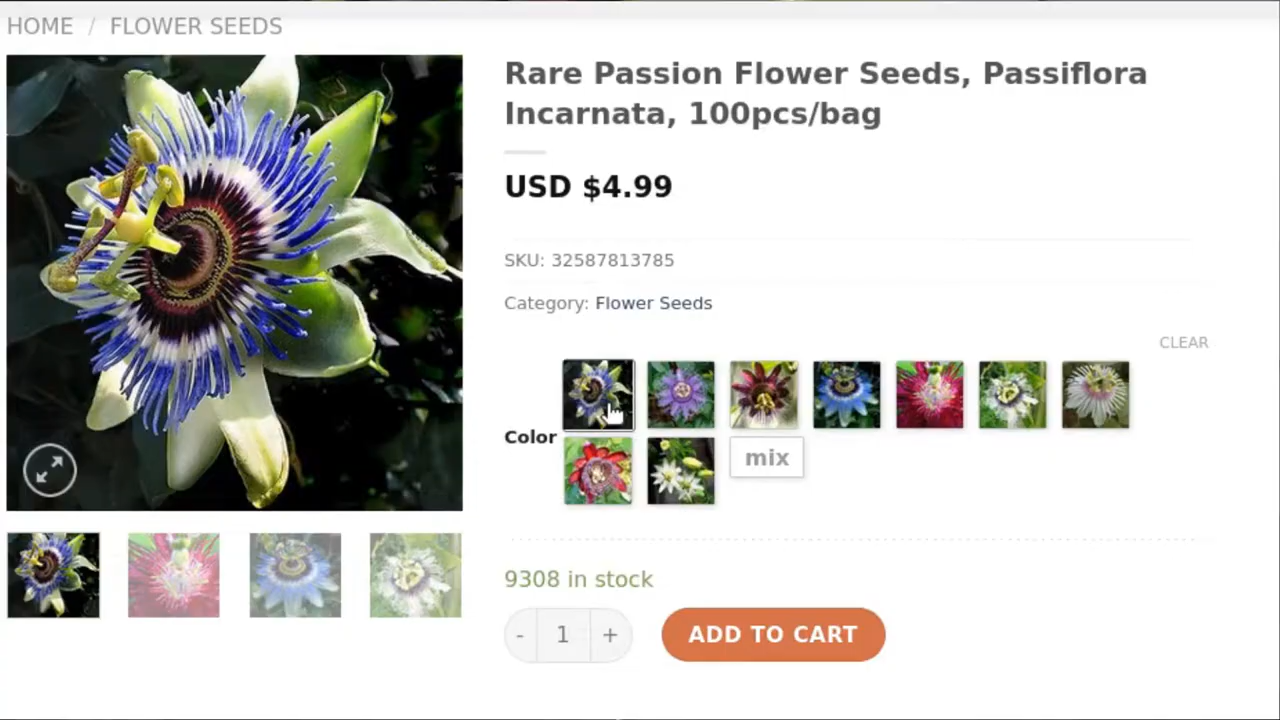 HOME / FLOWER SEEDS
Rare Passion Flower Seeds, Passiflora
Incarnata, 100pcs/bag
USD $4.99
SKU: 32587813785
Category: Flower Seeds
CLEAR
Color
mix
9308 in stock
- 1 +
ADD TO CART